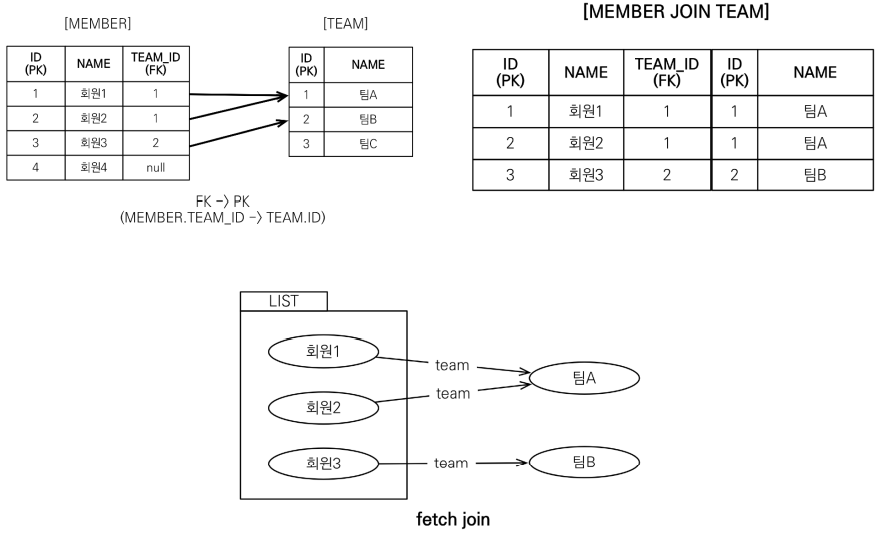 [MEMBER]
ID
(PK)
NAME
TEAM_ID
(FK)
1 회원1 1
2 회원2 1
3 회원3 2
4 회원4 null
[TEAM]
ID
(PK)
NAME
1 팀A
2 팀B
3 팀C
FK -> PK
(MEMBER.TEAM_ID -> TEAM.ID)
[MEMBER JOIN TEAM]
ID
(PK)
NAME
TEAM_ID
(FK)
ID
(PK)
NAME
1 회원1 1 1 팀A
2 회원2 1 1 팀A
3 회원3 2 2 팀B
LIST
회원1
team
팀A
회원2
team
회원3
team
팀B
fetch join